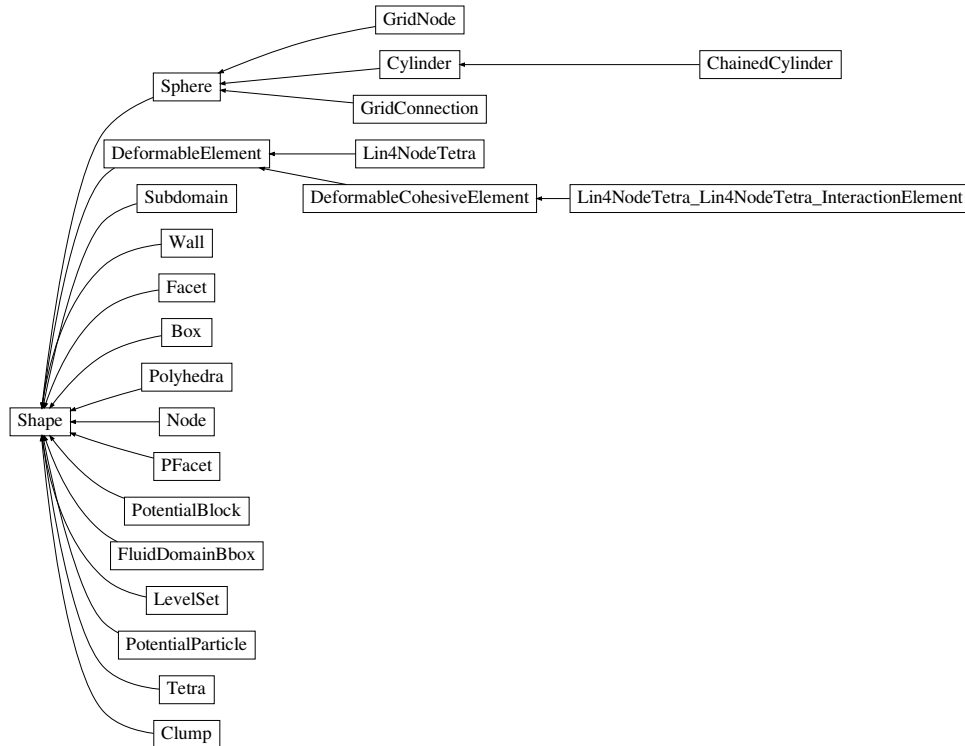 GridNode
Cylinder
ChainedCylinder
Sphere
GridConnection
DeformableElement
Lin4NodeTetra
Subdomain
DeformableCohesiveElement
Lin4NodeTetra_Lin4NodeTetra_InteractionElement
Wall
Facet
Box
Polyhedra
Shape
Node
PFacet
PotentialBlock
FluidDomainBbox
LevelSet
PotentialParticle
Tetra
Clump